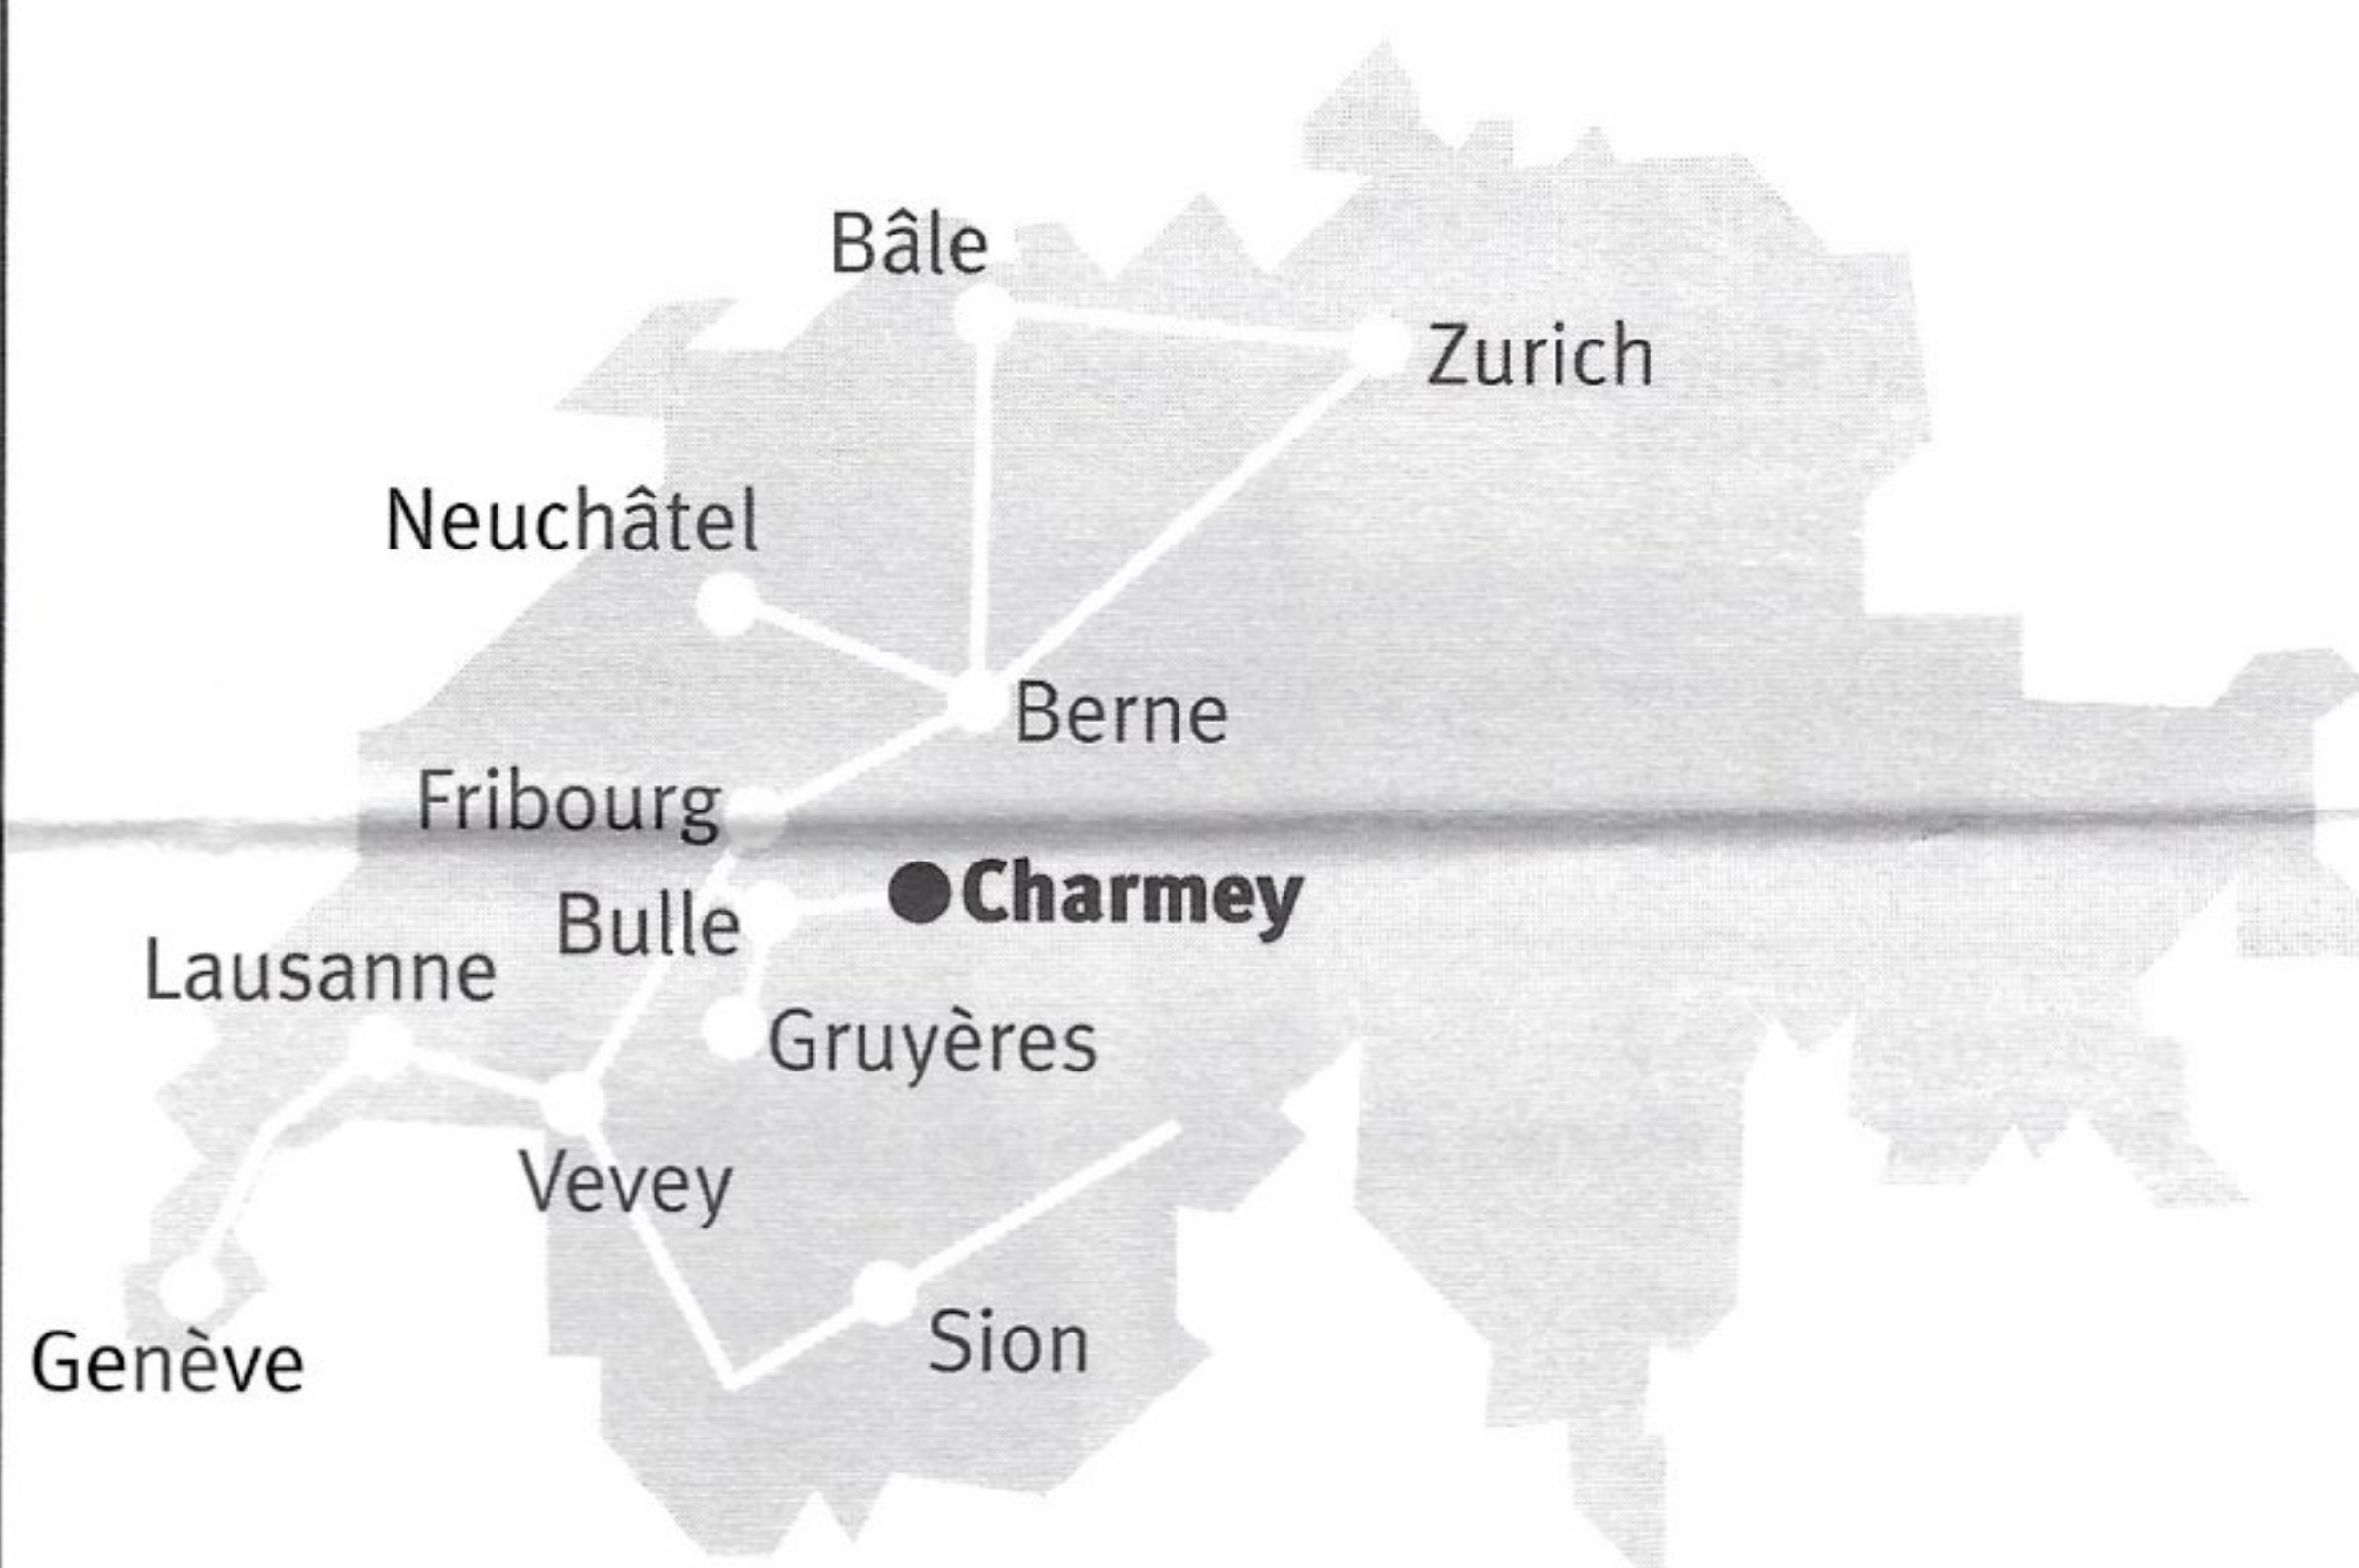 Bâle
Zurich
Neuchâtel
Berne
Fribourg
Charmey
Bulle
Lausanne
Gruyères
Vevey
Sion
Genève